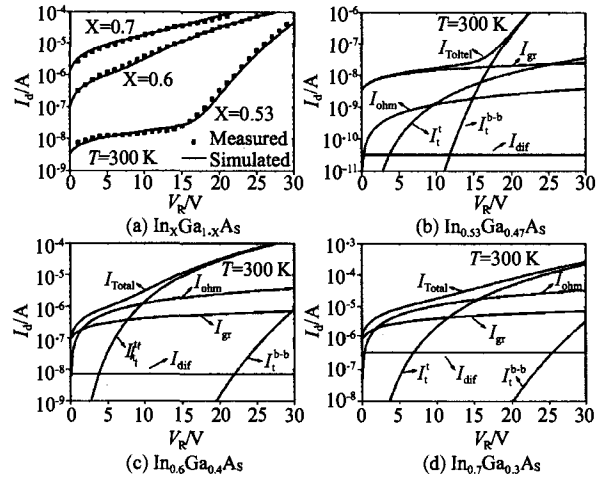 10⁻³
10⁻⁴
10⁻⁵
10⁻⁶
10⁻⁷
10⁻⁸
10⁻⁹
I_d/A
X=0.7
X=0.6
X=0.53
Measured
Simulated
T=300 K
0 5 10 15 20 25 30
V_R/V
(a) In_XGa_1-XAs
10⁻⁶
10⁻⁷
10⁻⁸
10⁻⁹
10⁻¹⁰
10⁻¹¹
I_d/A
T=300 K
I_Toltel
I_gr
I_ohm
I_t^t
I_t^b-b
I_dif
0 5 10 15 20 25 30
V_R/V
(b) In_0.53Ga_0.47As
10⁻⁴
10⁻⁵
10⁻⁶
10⁻⁷
10⁻⁸
10⁻⁹
I_d/A
T=300 K
I_Total
I_ohm
I_gr
I_dif
I_t^b-b
0 5 10 15 20 25 30
V_R/V
(c) In_0.6Ga_0.4As
10⁻³
10⁻⁴
10⁻⁵
10⁻⁶
10⁻⁷
10⁻⁸
I_d/A
T=300 K
I_Total
I_ohm
I_gr
I_t^t
I_dif
I_t^b-b
0 5 10 15 20 25 30
V_R/V
(d) In_0.7Ga_0.3As